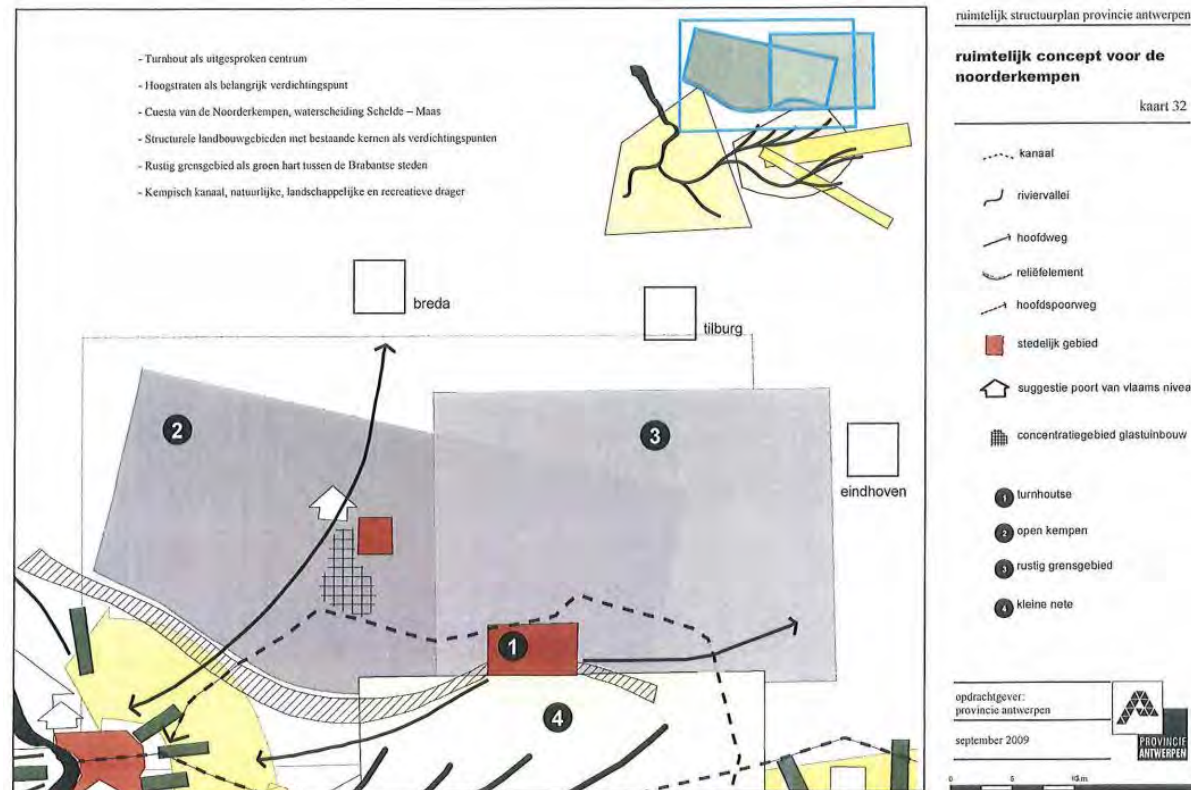 - Turnhout als uitgesproken centrum
- Hoogstraten als belangrijk verdichtingspunt
- Cuesta van de Noorderkempen, waterscheiding Schelde – Maas
- Structurele landbouwgebieden met bestaande kernen als verdichtingspunten
- Rustig grensgebied als groen hart tussen de Brabantse steden
- Kempisch kanaal, natuurlijke, landschappelijke en recreatieve drager
breda
tilburg
eindhoven
2
3
1
4
ruimtelijk structuurplan provincie antwerpen
ruimtelijk concept voor de
noorderkempen
kaart 32
kanaal
riviervallei
hoofdweg
reliëfelement
hoofdspoorweg
stedelijk gebied
suggestie poort van vlaams nivea
concentratiegebied glastuinbouw
1 turnhoutse
2 open kempen
3 rustig grensgebied
4 kleine nete
opdrachtgever:
provincie antwerpen
september 2009
PROVINCIE
ANTWERPEN
0 5